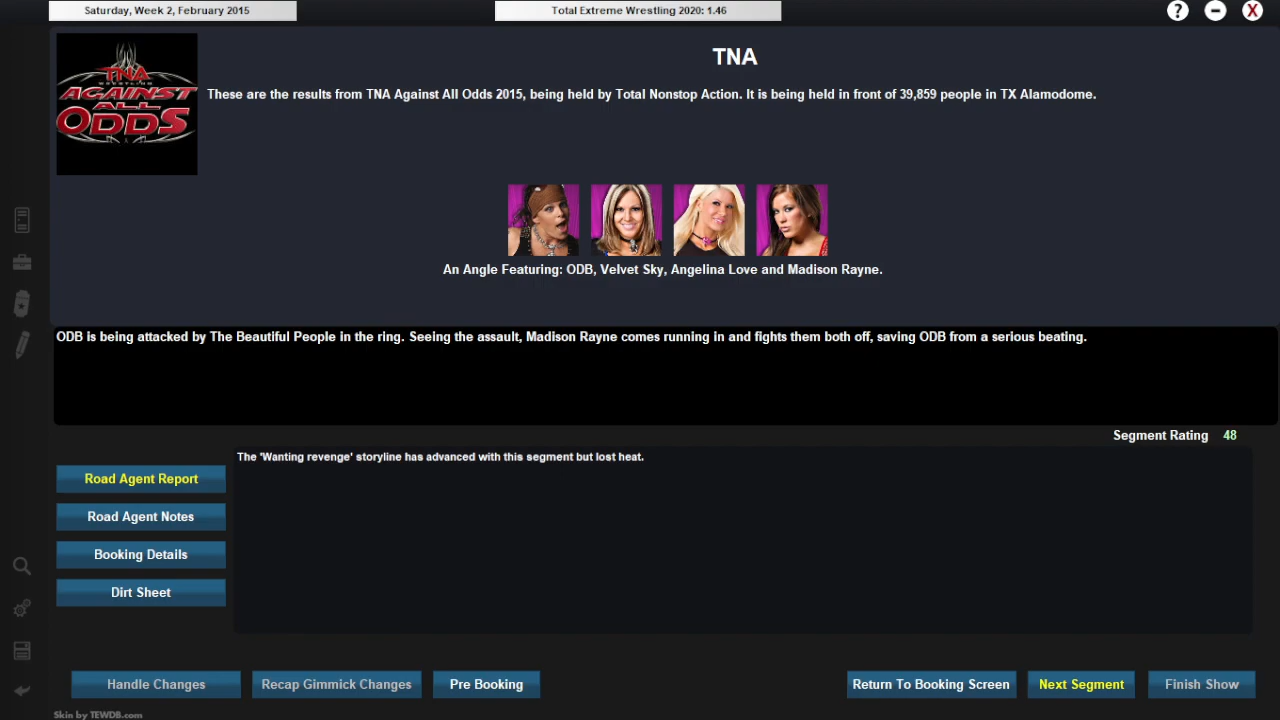 Saturday, Week 2, February 2015
Total Extreme Wrestling 2020: 1.46
?
X
TNA
TNA
WRESTLING
AGAINST
ALL
ODDS
These are the results from TNA Against All Odds 2015, being held by Total Nonstop Action. It is being held in front of 39,859 people in TX Alamodome.
An Angle Featuring: ODB, Velvet Sky, Angelina Love and Madison Rayne.
ODB is being attacked by The Beautiful People in the ring. Seeing the assault, Madison Rayne comes running in and fights them both off, saving ODB from a serious beating.
Segment Rating 48
The 'Wanting revenge' storyline has advanced with this segment but lost heat.
Road Agent Report
Road Agent Notes
Booking Details
Dirt Sheet
Handle Changes
Recap Gimmick Changes
Pre Booking
Return To Booking Screen
Next Segment
Finish Show
Skin by TEWDB.com